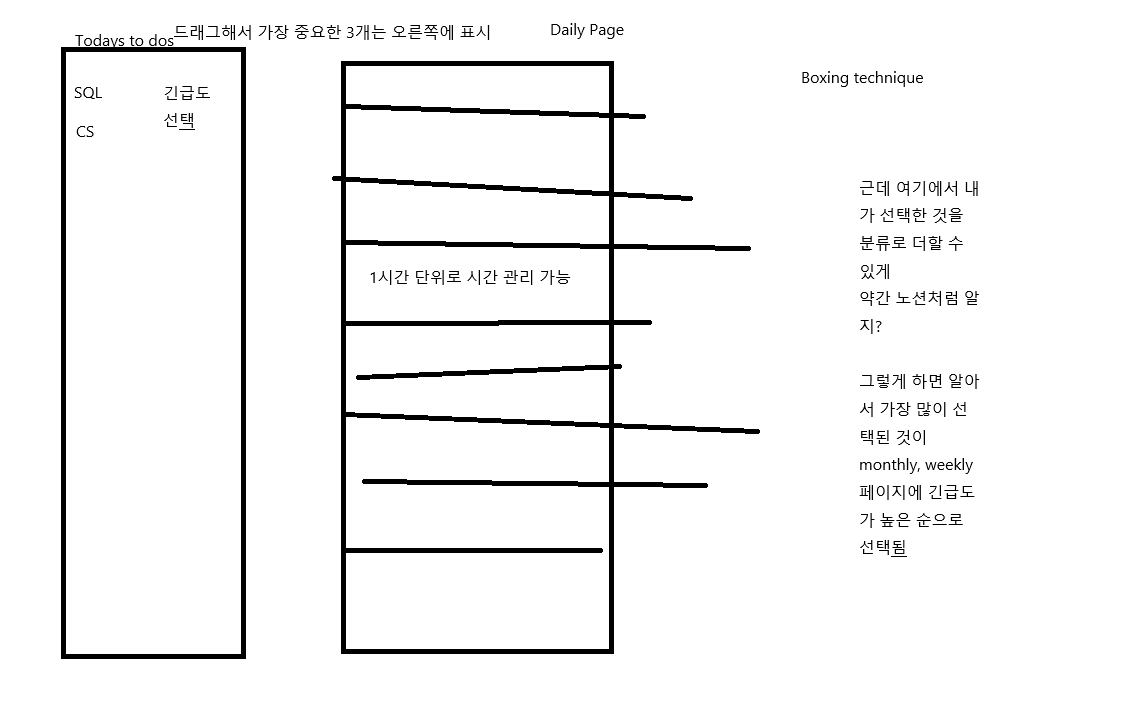 Todays to dos
드래그해서 가장 중요한 3개는 오른쪽에 표시
Daily Page
Boxing technique
SQL
긴급도
선택
CS
1시간 단위로 시간 관리 가능
근데 여기에서 내
가 선택한 것을
분류로 더할 수
있게
약간 노션처럼 알
지?
그렇게 하면 알아
서 가장 많이 선
택된 것이
monthly, weekly
페이지에 긴급도
가 높은 순으로
선택됨